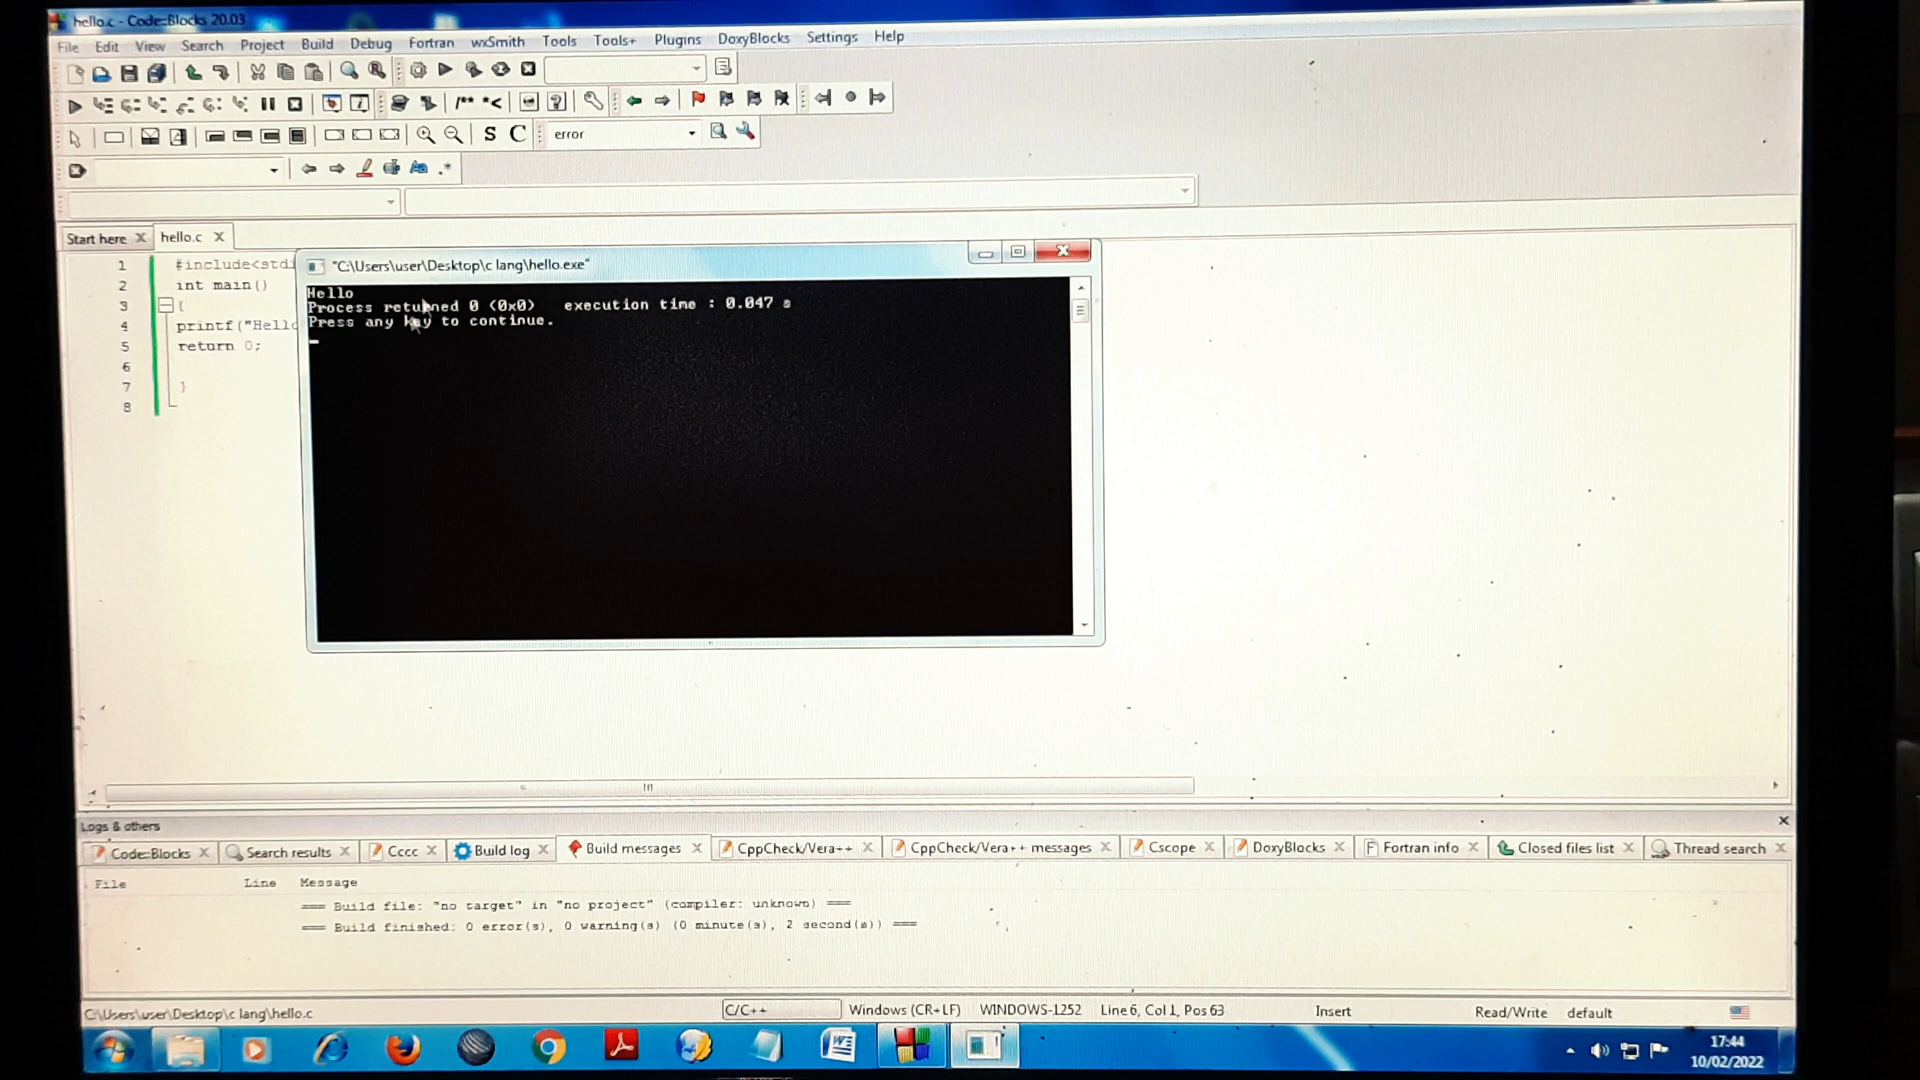 hello.c - Code::Blocks 20.03
File Edit View Search Project Build Debug Fortran wxSmith Tools Tools+ Plugins DoxyBlocks Settings Help
/** *<
S C error
.*
Start here hello.c
"C:\Users\user\Desktop\c lang\hello.exe"
1 #include<stdi
2 int main()
3 {
4 printf("Hello
5 return 0;
6
7 }
8
Hello
Process returned 0 (0x0) execution time : 0.047 s
Press any key to continue.
Logs & others
Code::Blocks Search results Cccc Build log Build messages CppCheck/Vera++ CppCheck/Vera++ messages Cscope DoxyBlocks Fortran info Closed files list Thread search
File Line Message
=== Build file: "no target" in "no project" (compiler: unknown) ===
=== Build finished: 0 error(s), 0 warning(s) (0 minute(s), 2 second(s)) ===
C:\Users\user\Desktop\c lang\hello.c C/C++ Windows (CR+LF) WINDOWS-1252 Line 6, Col 1, Pos 63 Insert Read/Write default
17:44
10/02/2022